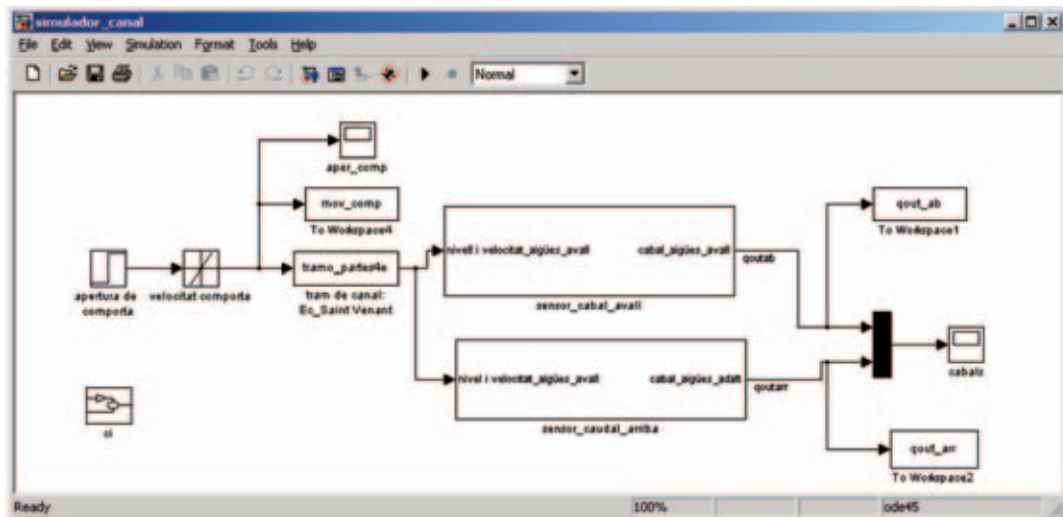 simulador_canal
File Edit View Simulation Format Tools Help
Normal
aper_comp
mov_comp
To Workspace4
apertura de
comporta
velocitat comporta
tramo_partes4e
tram de canal:
Ec_Saint Venant
nivell i velocitat_aigües_avall
cabal_aigües_avall
sensor_cabal_avall
qoutab
qout_ab
To Workspace1
nivell i velocitat_aigües_avall
cabal_aigües_adalt
sensor_caudal_arriba
qoutarr
cabals
qout_arr
To Workspace2
Ready
100%
ode45